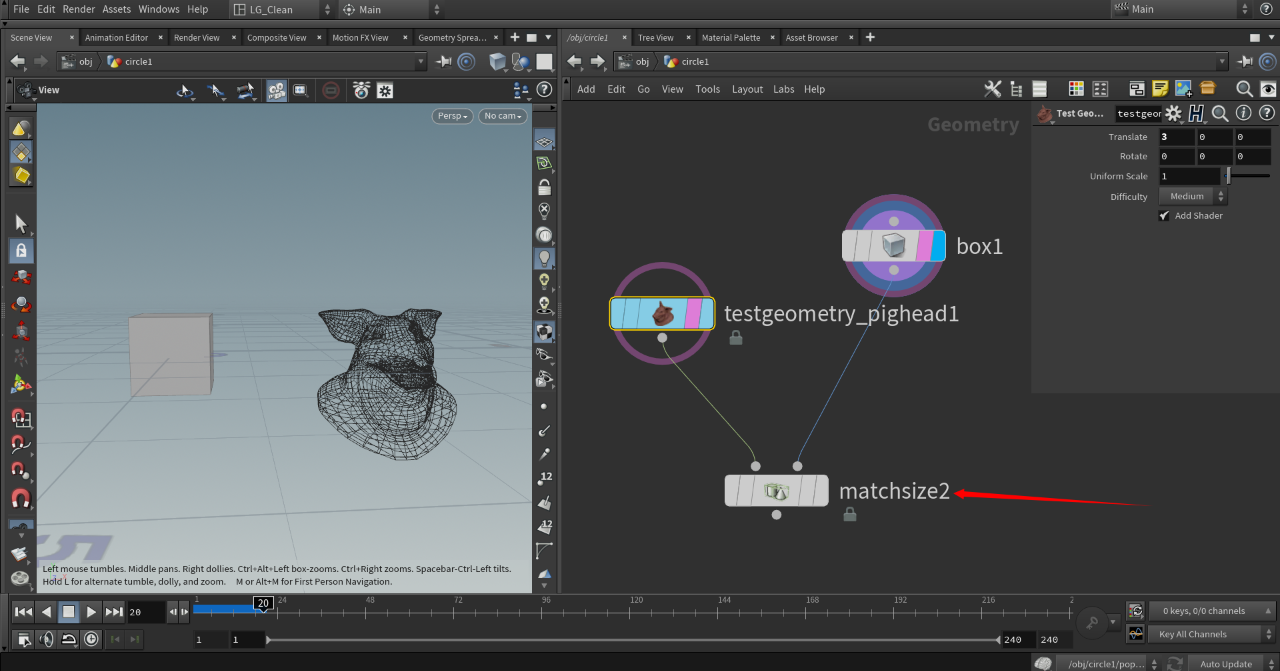 File Edit Render Assets Windows Help LG_Clean Main Main
Scene View Animation Editor Render View Composite View Motion FX View Geometry Sprea... /obj/circle1 Tree View Material Palette Asset Browser
obj circle1 obj circle1
View Add Edit Go View Tools Layout Labs Help
Persp No cam
Geometry
Test Geo... testgeor
Translate 3 0 0
Rotate 0 0 0
Uniform Scale 1
Difficulty Medium
Add Shader
box1
testgeometry_pighead1
matchsize2
12
12
Left mouse tumbles. Middle pans. Right dollies. Ctrl+Alt+Left box-zooms. Ctrl+Right zooms. Spacebar-Ctrl-Left tilts.
Hold L for alternate tumble, dolly, and zoom. M or Alt+M for First Person Navigation.
20 1 20 24 48 72 96 120 144 168 192 216 2 0 keys, 0/0 channels
1 1 240 240 Key All Channels
/obj/circle1/pop... Auto Update